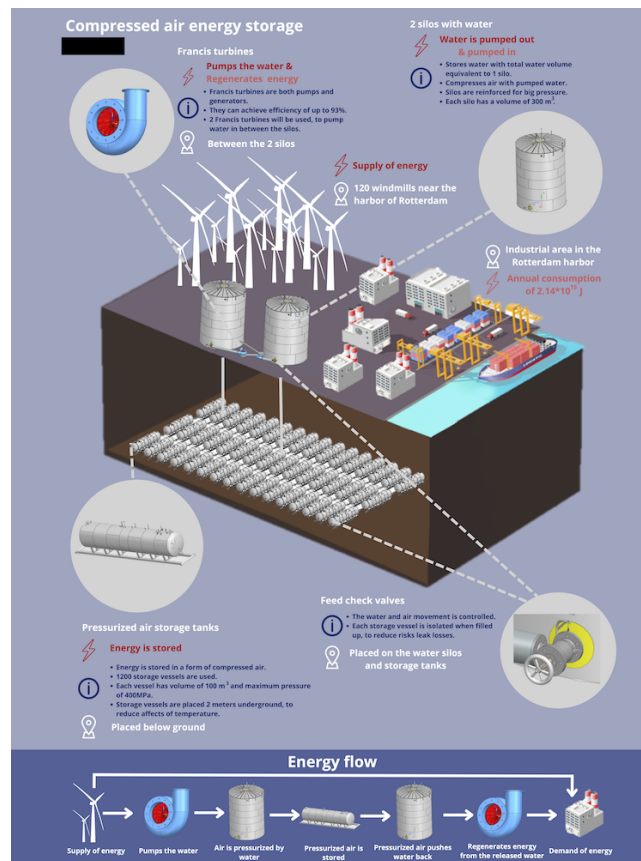 Compressed air energy storage
Francis turbines
Pumps the water &
Regenerates energy
Francis turbines are both pumps and
generators.
They can achieve efficiency of up to 93%.
2 Francis turbines will be used, to pump
water in between the silos.
Between the 2 silos
2 silos with water
Water is pumped out
& pumped in
Stores water with total water volume
equivalent to 1 silo.
Compresses air with pumped water.
Silos are reinforced for big pressure.
Each silo has a volume of 300 m³.
Supply of energy
120 windmills near the
harbor of Rotterdam
Industrial area in the
Rotterdam harbor
Annual consumption
of 2.14*10¹⁵ J
Pressurized air storage tanks
Energy is stored
Energy is stored in a form of compressed air.
1200 storage vessels are used.
Each vessel has volume of 100 m³ and maximum pressure
of 400MPa.
Storage vessels are placed 2 meters underground, to
reduce affects of temperature.
Placed below ground
Feed check valves
The water and air movement is controlled.
Each storage vessel is isolated when filled
up, to reduce risks leak losses.
Placed on the water silos
and storage tanks
Energy flow
Supply of energy
Pumps the water
Air is pressurized by
water
Pressurized air is
stored
Pressurized air pushes
water back
Regenerates energy
from the released water
Demand of energy